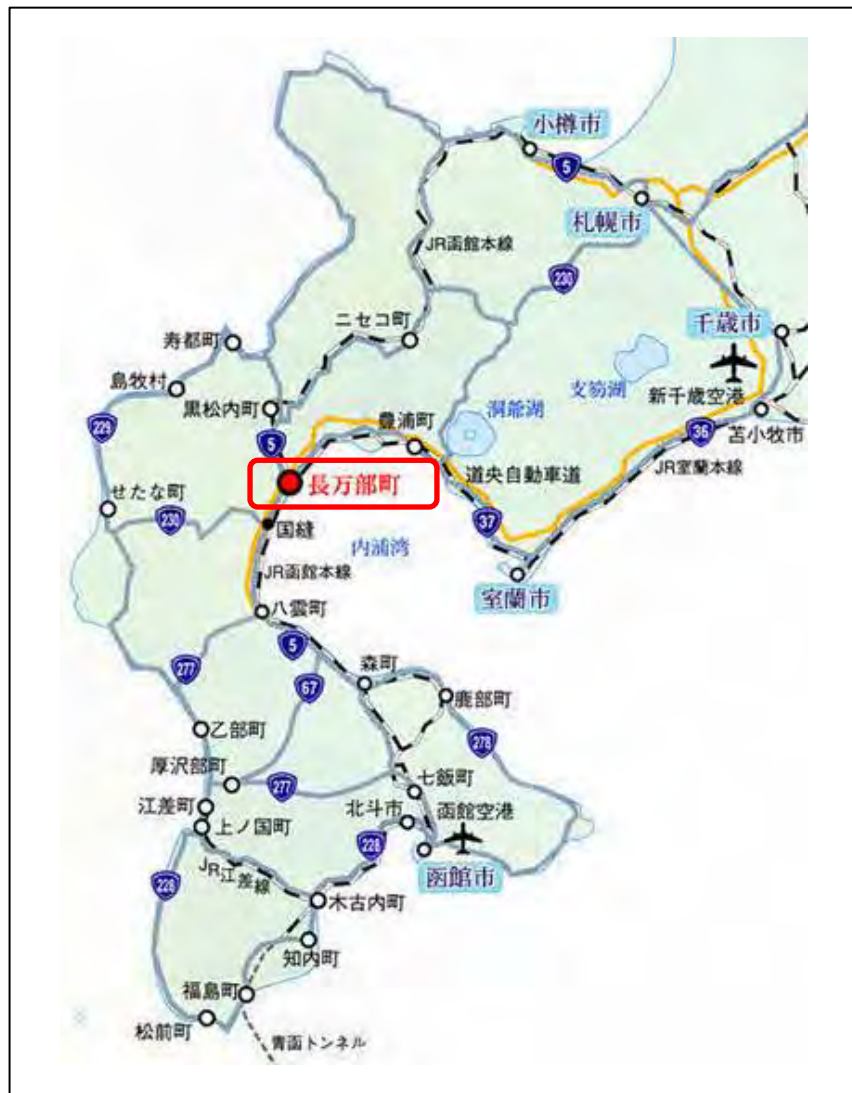 小樽市
5
札幌市
JR函館本線
230
千歳市
ニセコ町
寿都町
支笏湖
島牧村
新千歳空港
黒松内町
洞爺湖
豊浦町
229
5
36
苫小牧市
長万部町
道央自動車道
JR室蘭本線
せたな町
230
37
国縫
内浦湾
JR函館本線
室蘭市
八雲町
5
森町
277
67
鹿部町
乙部町
278
厚沢部町
277
七飯町
江差町
北斗市
函館空港
上ノ国町
228
函館市
JR江差線
228
木古内町
知内町
福島町
松前町
青函トンネル